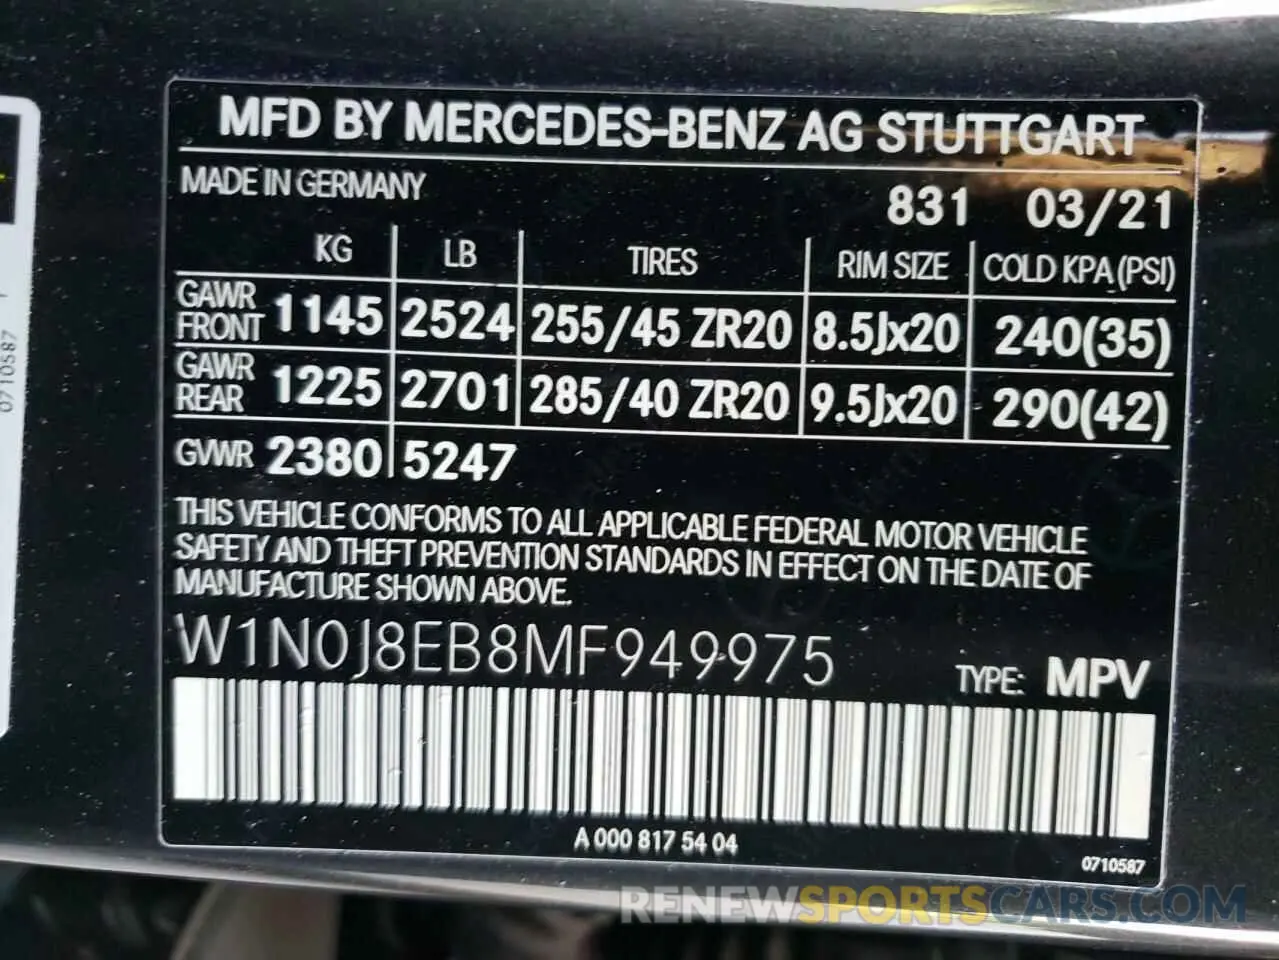 MFD BY MERCEDES-BENZ AG STUTTGART
MADE IN GERMANY
831 03/21
KG LB TIRES RIM SIZE COLD KPA (PSI)
GAWR FRONT 1145 2524 255/45 ZR20 8.5Jx20 240(35)
GAWR REAR 1225 2701 285/40 ZR20 9.5Jx20 290(42)
GVWR 2380 5247
THIS VEHICLE CONFORMS TO ALL APPLICABLE FEDERAL MOTOR VEHICLE
SAFETY AND THEFT PREVENTION STANDARDS IN EFFECT ON THE DATE OF
MANUFACTURE SHOWN ABOVE.
W1N0J8EB8MF949975
TYPE: MPV
A 000 817 54 04
0710587
0710587
RENEWSPORTSCARS.COM